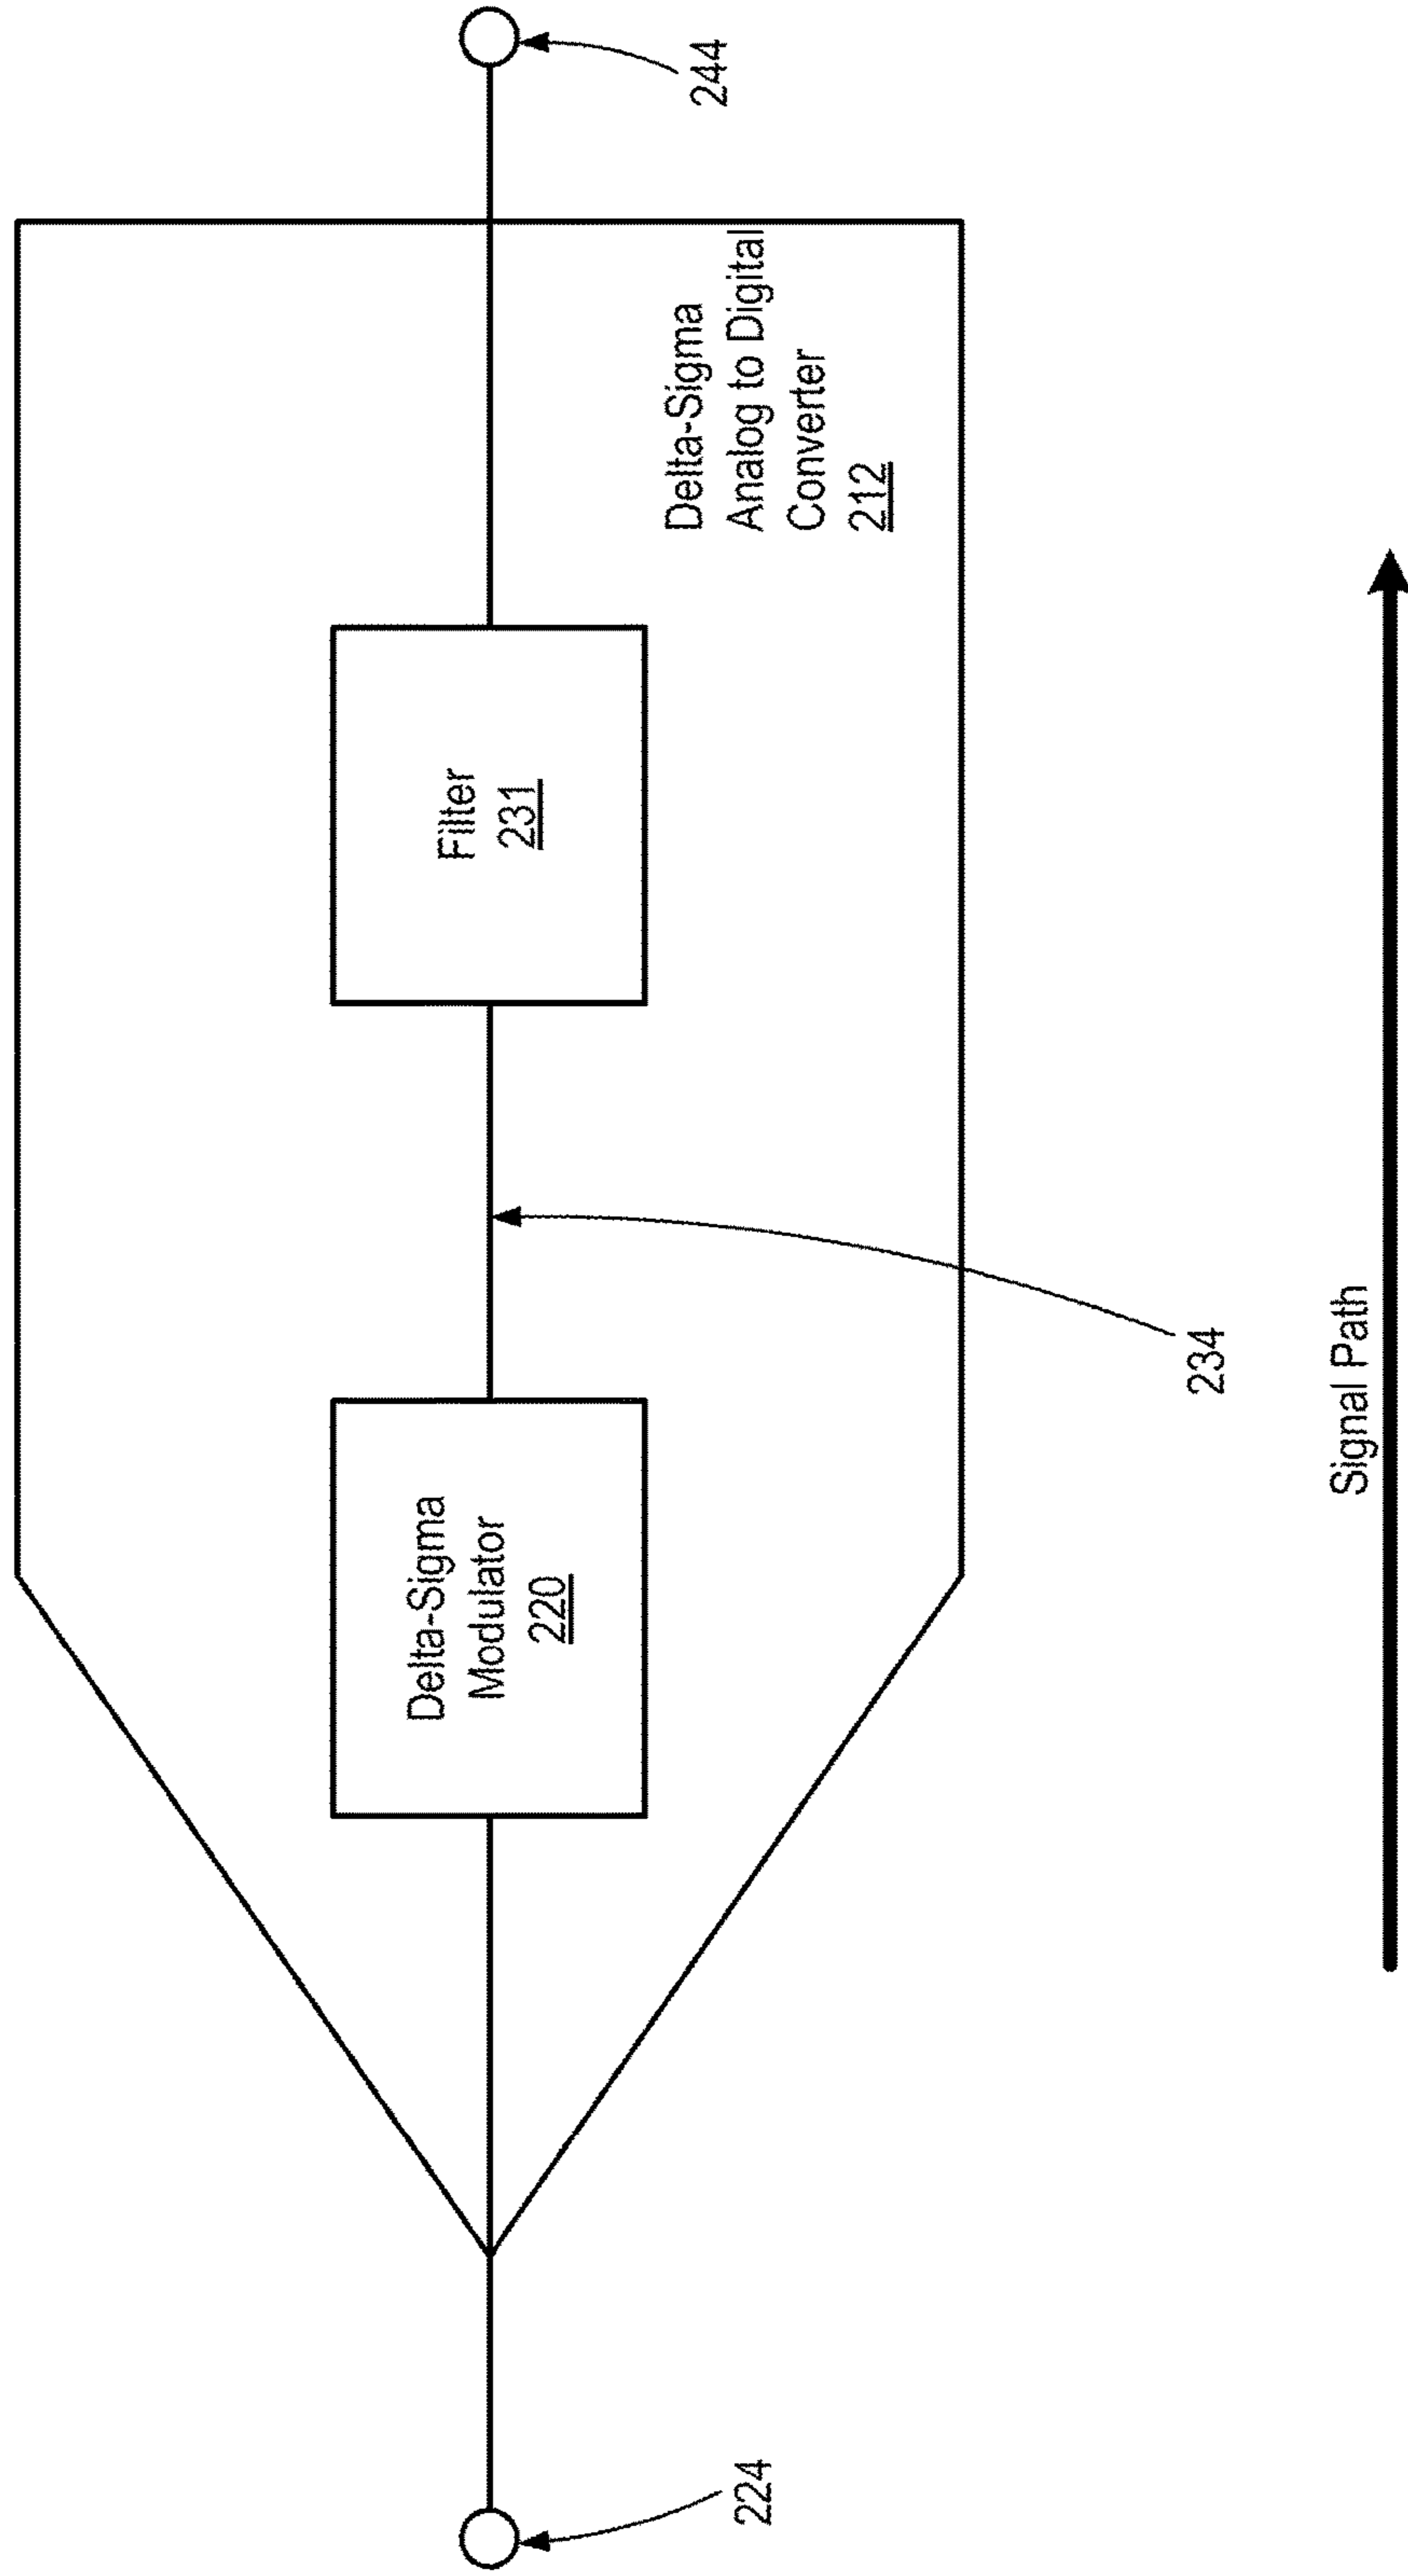 224
Delta-Sigma
Modulator
220
234
Filter
231
Delta-Sigma
Analog to Digital
Converter
212
244
Signal Path